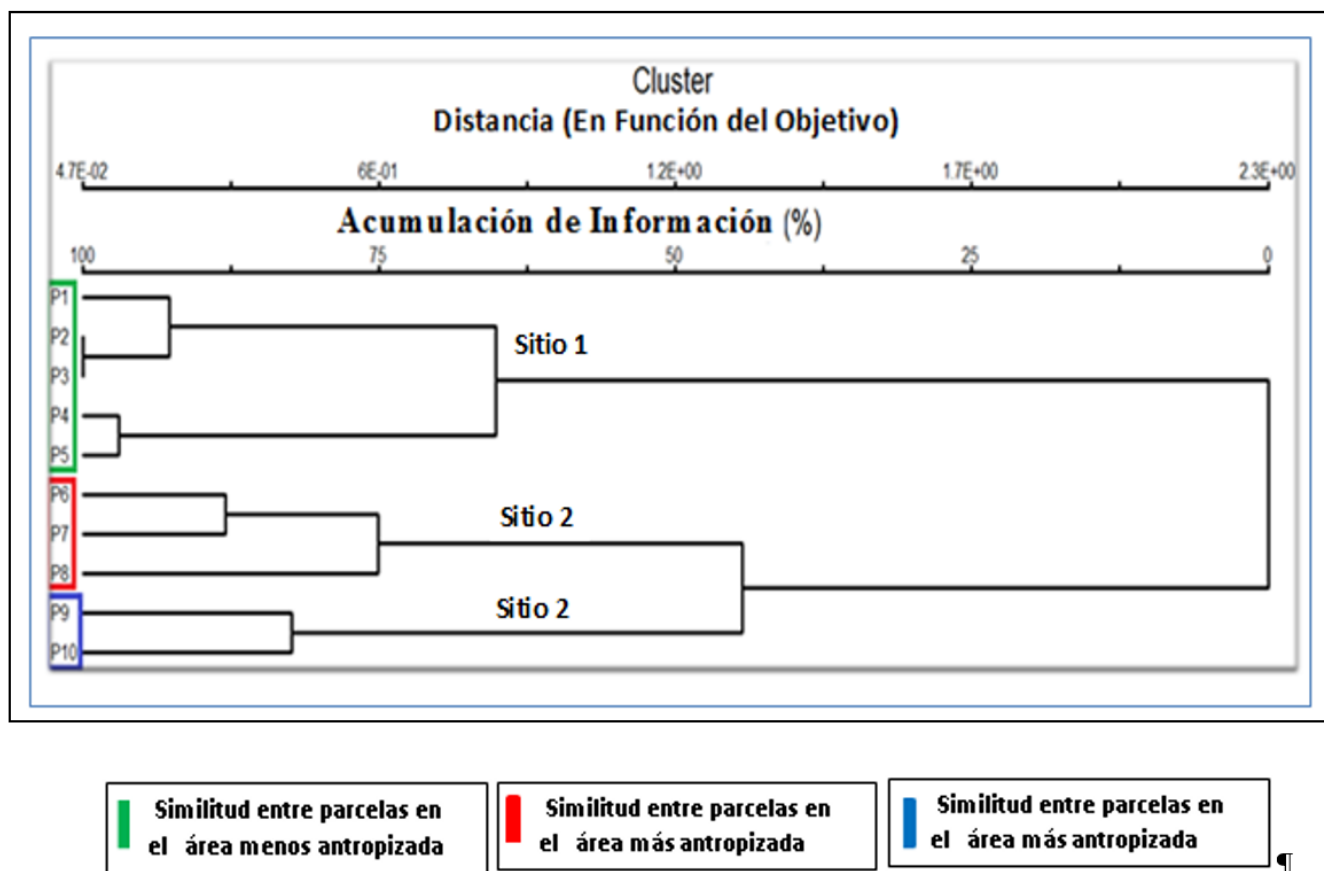 Cluster
Distancia (En Función del Objetivo)
4.7E-02 6E-01 1.2E+00 1.7E+00 2.3E+00
Acumulación de Información (%)
100 75 50 25 0
P1
P2
Sitio 1
P3
P4
P5
P6
Sitio 2
P7
P8
P9
Sitio 2
P10
Similitud entre parcelas en
el área menos antropizada
Similitud entre parcelas en
el área más antropizada
Similitud entre parcelas en
el área más antropizada
¶